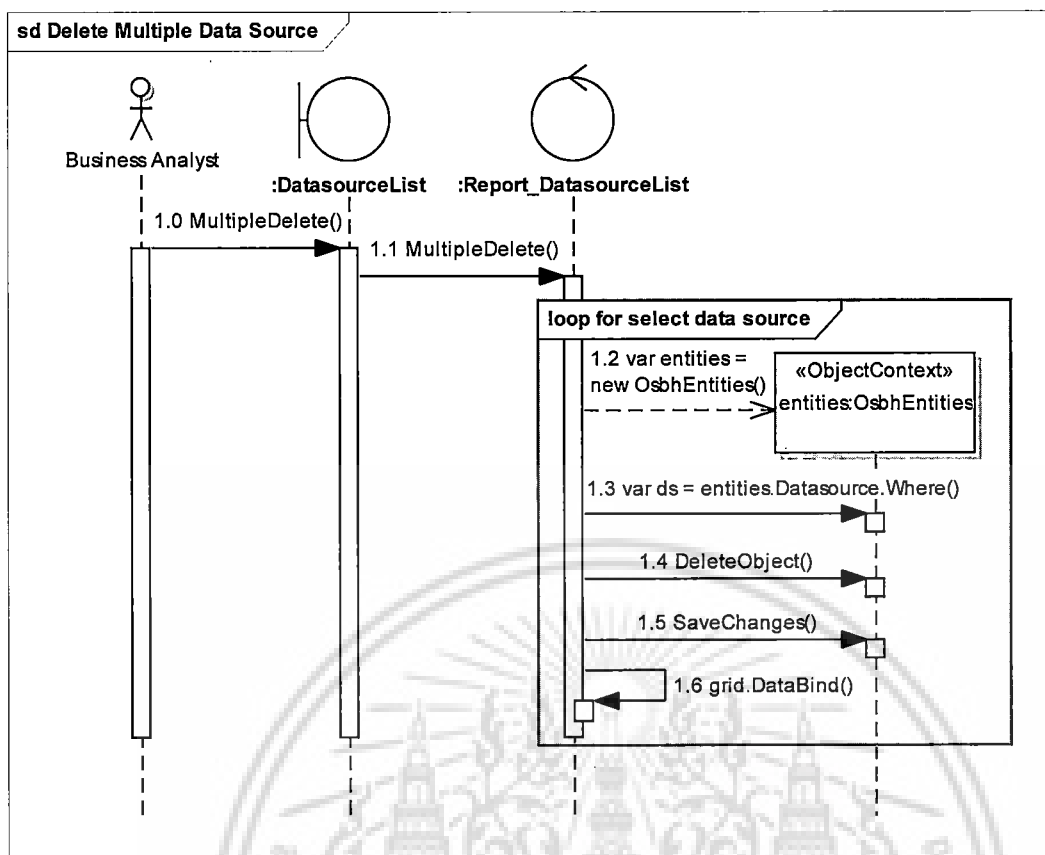 sd Delete Multiple Data Source
Business Analyst
:DatasourceList
:Report_DatasourceList
1.0 MultipleDelete()
1.1 MultipleDelete()
loop for select data source
1.2 var entities =
new OsbhEntities()
«ObjectContext»
entities:OsbhEntities
1.3 var ds = entities.Datasource.Where()
1.4 DeleteObject()
1.5 SaveChanges()
1.6 grid.DataBind()